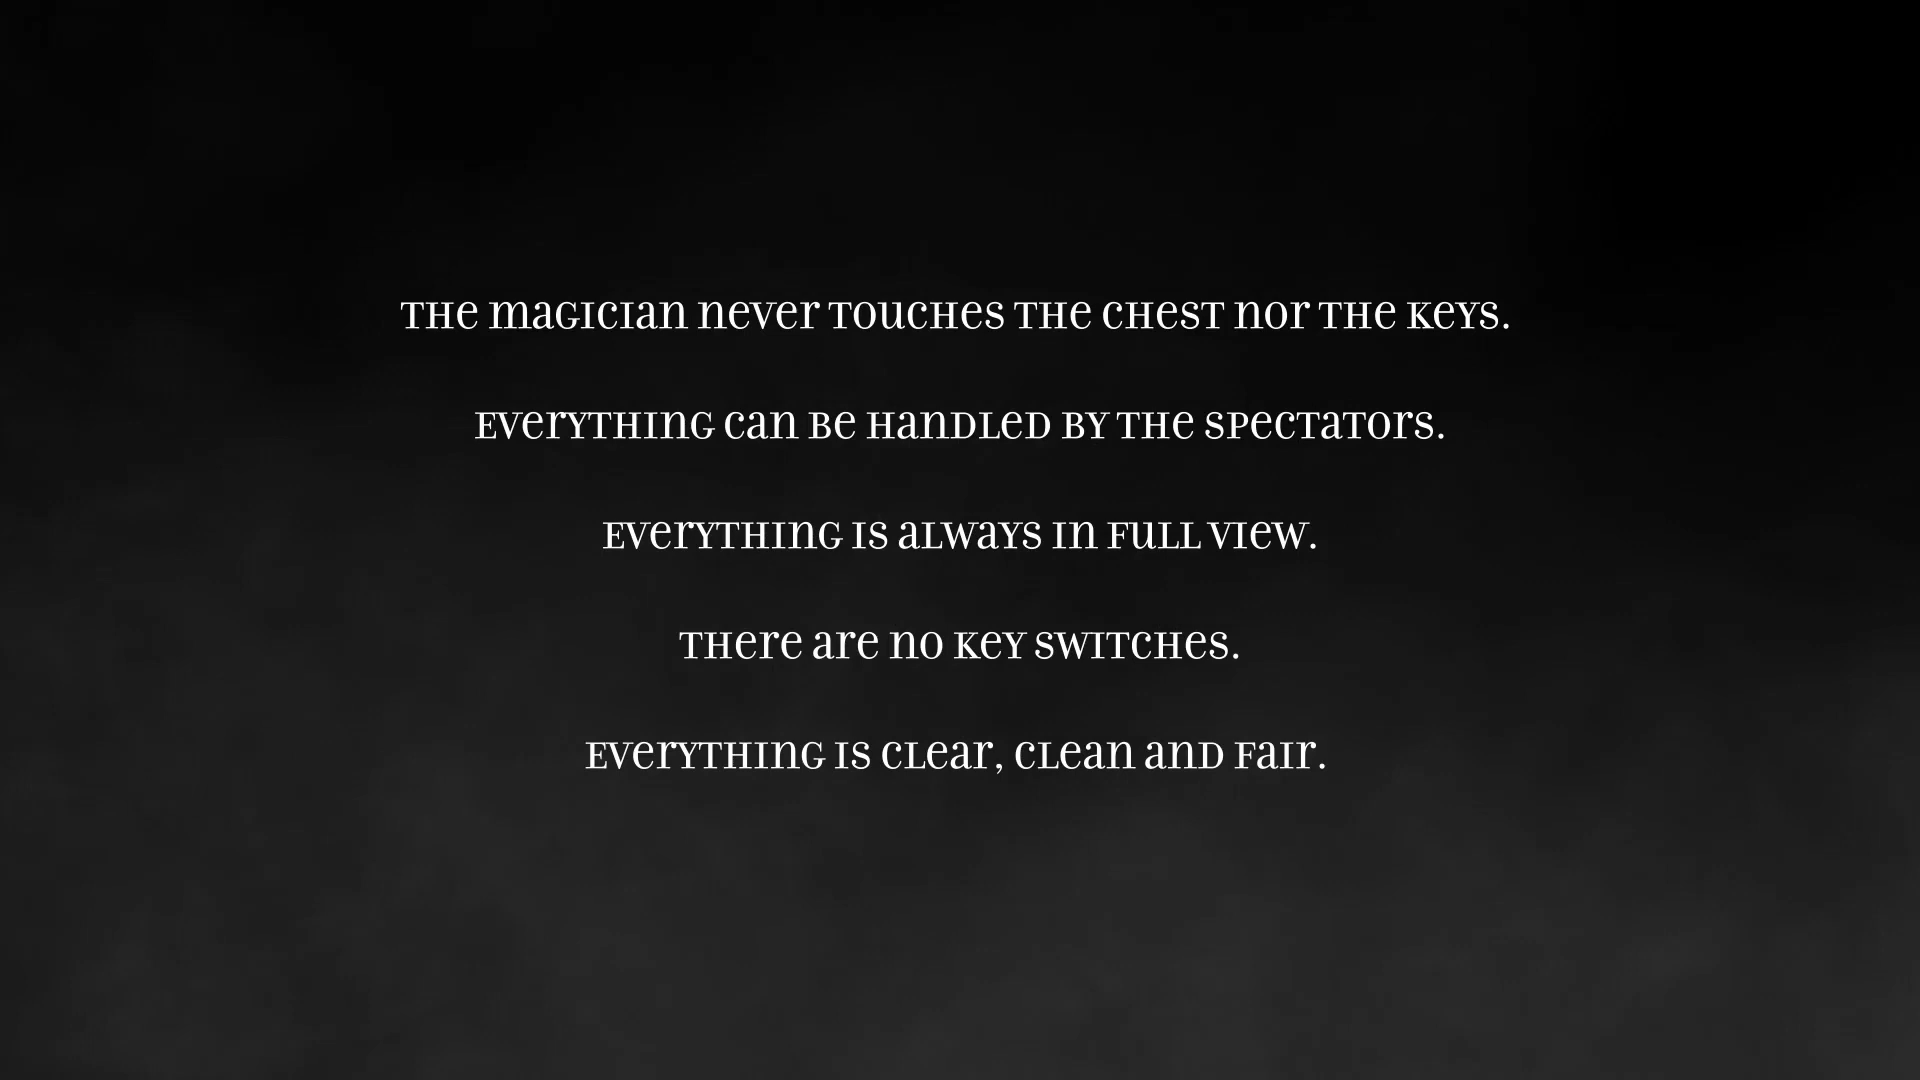 The magician never touches the chest nor the keys.
Everything can be handled by the spectators.
Everything is always in full view.
There are no key switches.
Everything is clear, clean and fair.